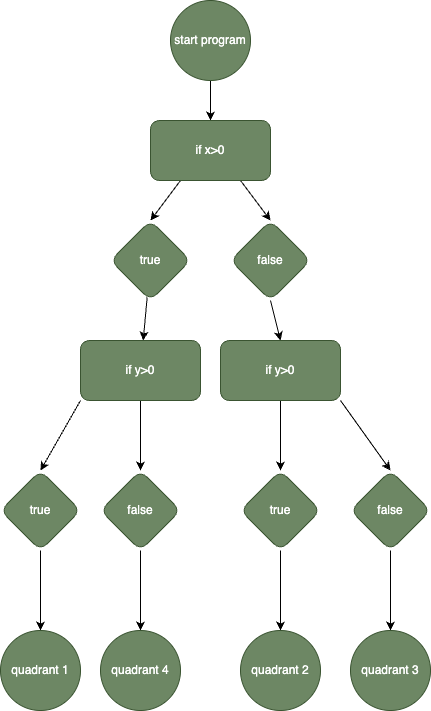 start program
if x>0
true
false
if y>0
if y>0
true
false
true
false
quadrant 1
quadrant 4
quadrant 2
quadrant 3